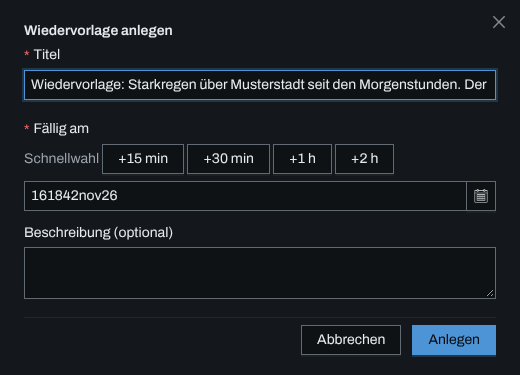 Wiedervorlage anlegen
* Titel
Wiedervorlage: Starkregen über Musterstadt seit den Morgenstunden. Der
* Fällig am
Schnellwahl +15 min +30 min +1 h +2 h
161842nov26
Beschreibung (optional)
Abbrechen Anlegen